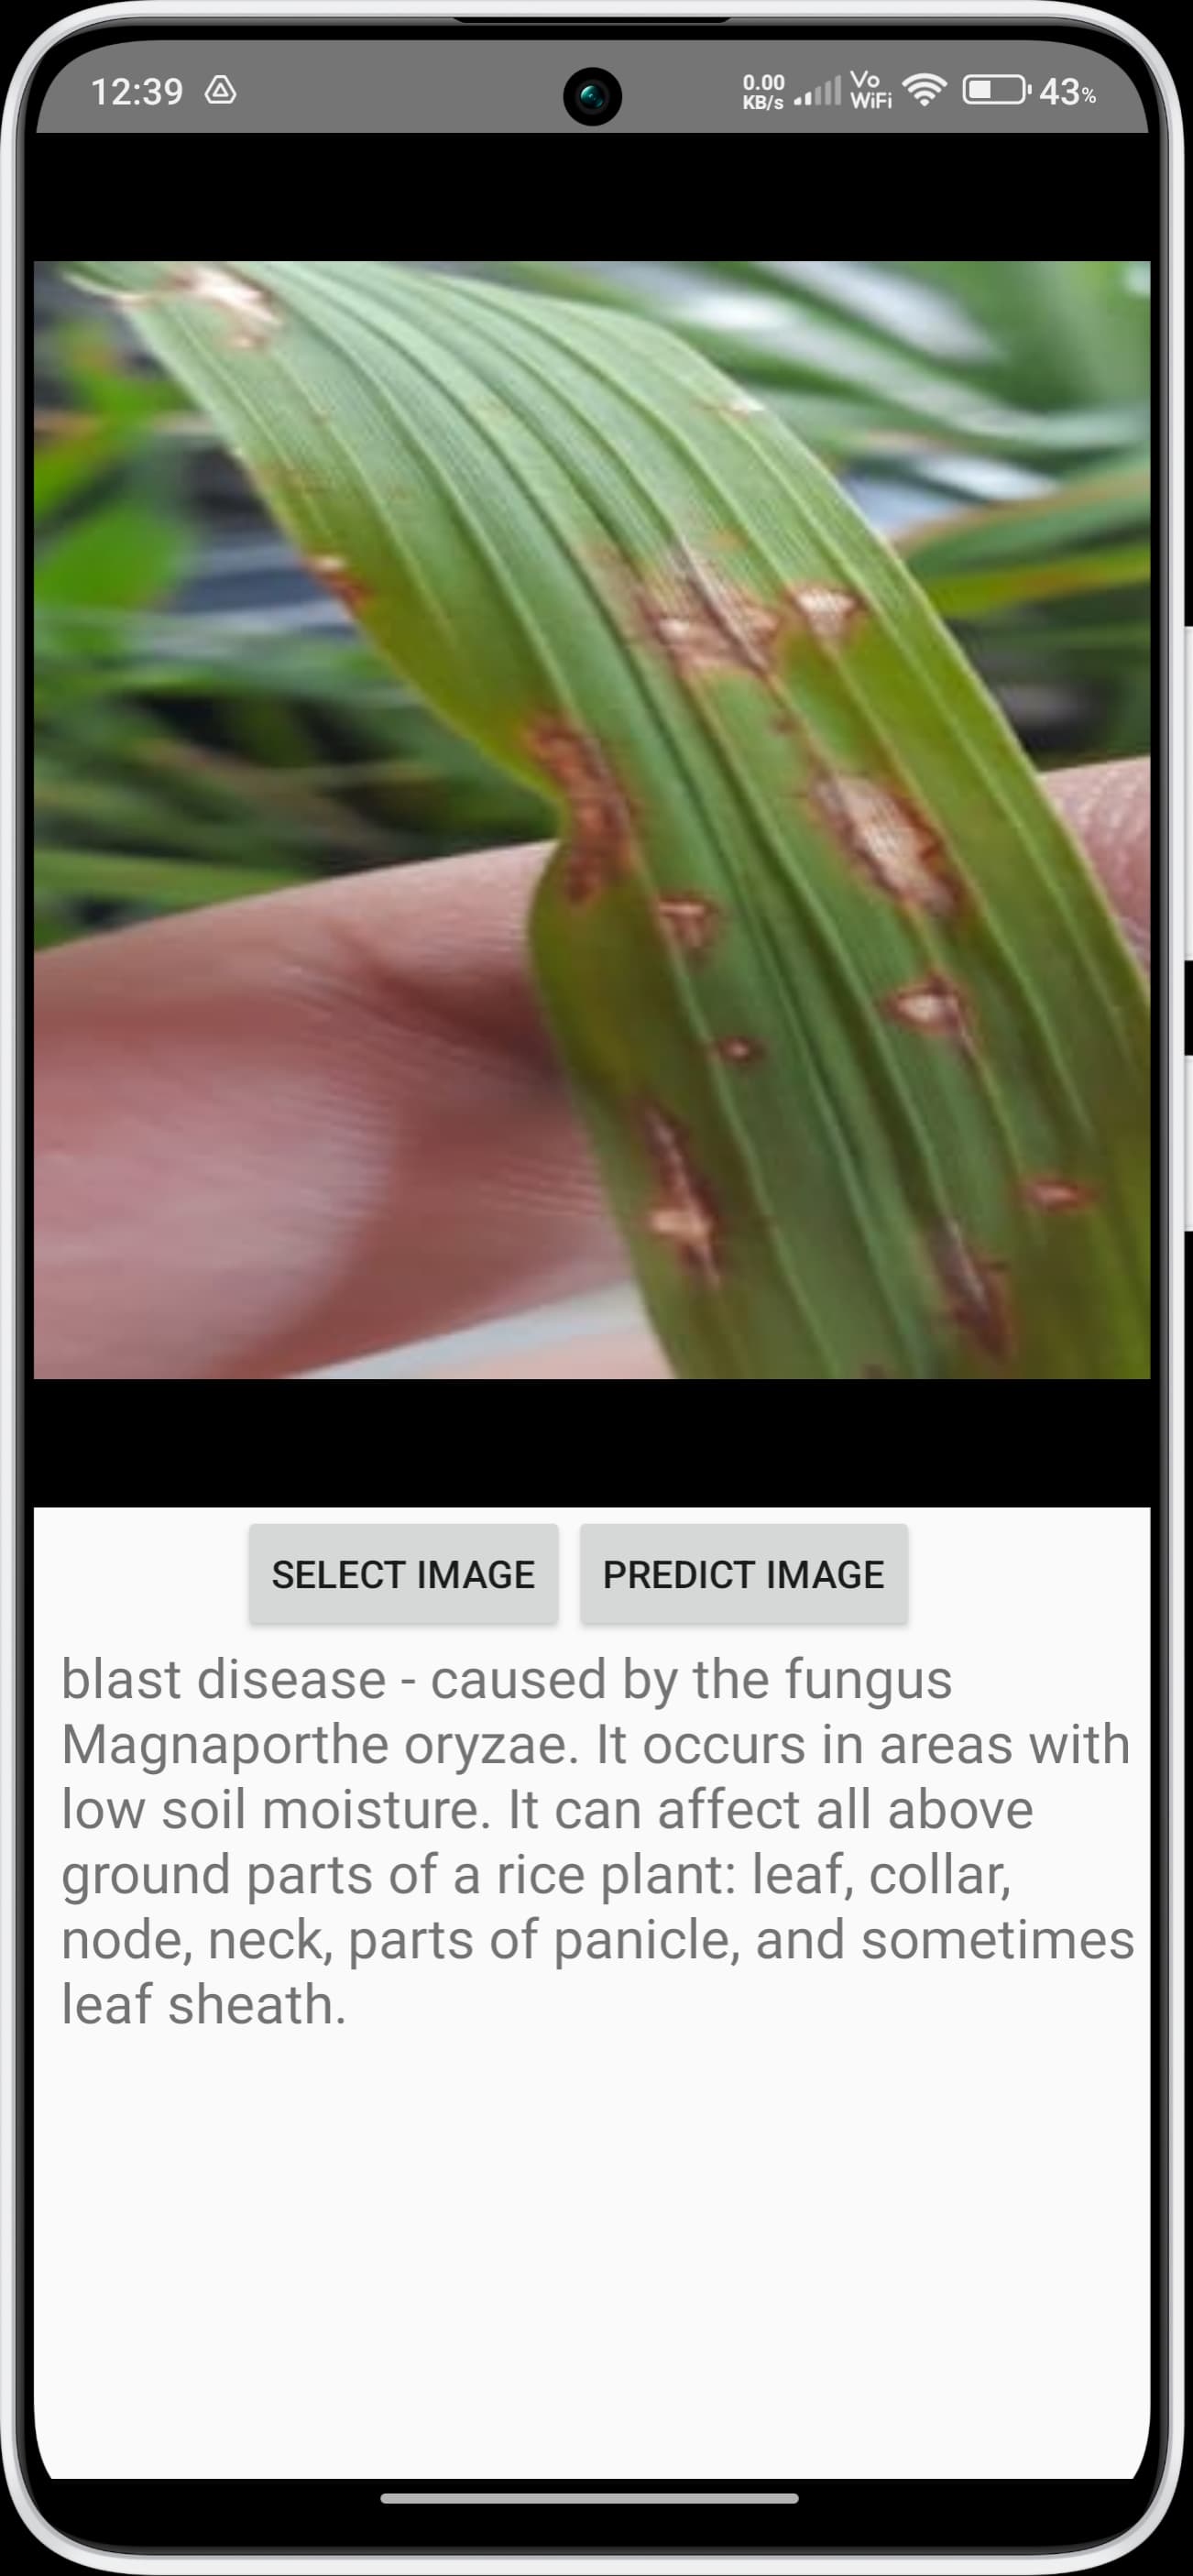 12:39
0.00 KB/s Vo WiFi 43%
SELECT IMAGE PREDICT IMAGE
blast disease - caused by the fungus
Magnaporthe oryzae. It occurs in areas with
low soil moisture. It can affect all above
ground parts of a rice plant: leaf, collar,
node, neck, parts of panicle, and sometimes
leaf sheath.